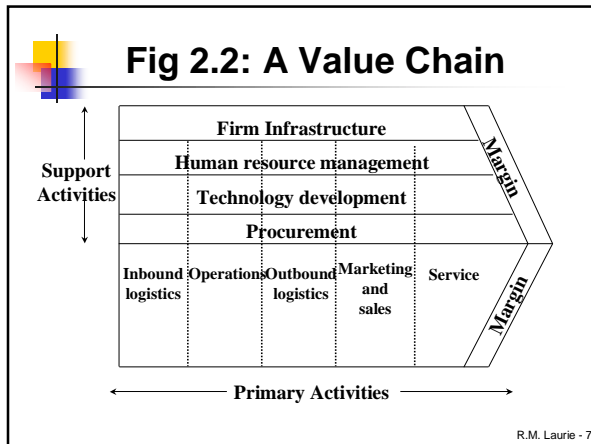 Fig 2.2: A Value Chain
Firm Infrastructure
Human resource management
Technology development
Procurement
Support
Activities
Margin
Inbound
logistics
Operations
Outbound
logistics
Marketing
and
sales
Service
Margin
Primary Activities
R.M. Laurie - 7